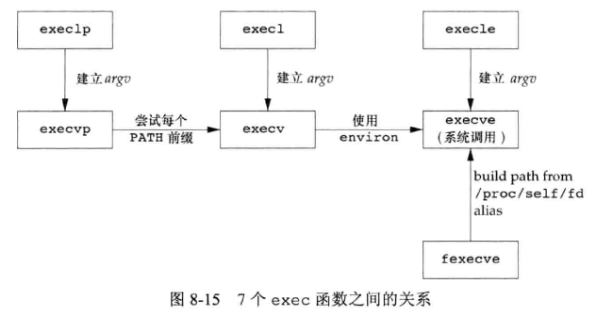 execlp
execl
execle
建立 argv
建立 argv
建立 argv
execvp
尝试每个
PATH 前缀
execv
使用
environ
execve
(系统调用)
build path from
/proc/self/fd
alias
fexecve
图 8-15 7 个 exec 函数之间的关系